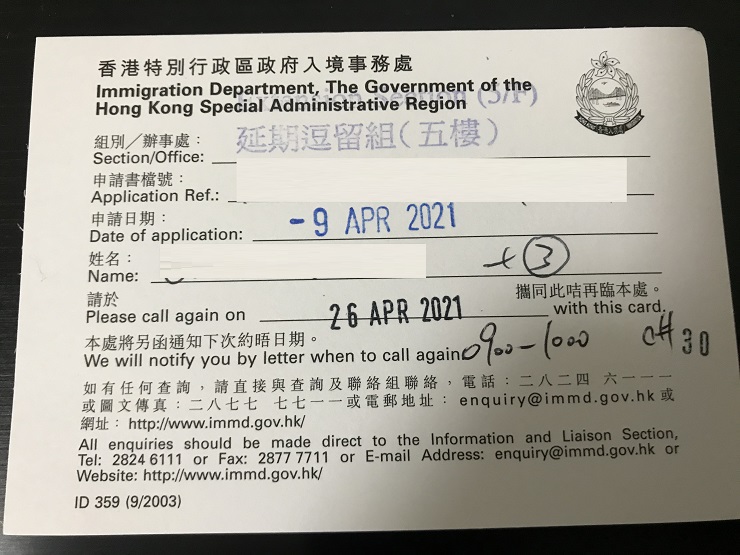 香港特別行政區政府入境事務處
Immigration Department, The Government of the
Hong Kong Special Administrative Region
(5/F)
組別／辦事處：
延期逗留組(五樓)
Section/Office:
申請書檔號：
Application Ref.:
申請日期：
Date of application: -9 APR 2021
姓名：
Name: + ③
請於 攜同此咭再臨本處。
Please call again on 26 APR 2021 with this card.
本處將另函通知下次約晤日期。
We will notify you by letter when to call again 0900-1000 CH 30
如有任何查詢，請直接與查詢及聯絡組聯絡，電話：二八二四 六一一一
或圖文傳真：二八七七 七七一一或電郵地址：enquiry@immd.gov.hk或
網址：http://www.immd.gov.hk/
All enquiries should be made direct to the Information and Liaison Section,
Tel: 2824 6111 or Fax: 2877 7711 or E-mail Address: enquiry@immd.gov.hk or
Website: http://www.immd.gov.hk/
ID 359 (9/2003)